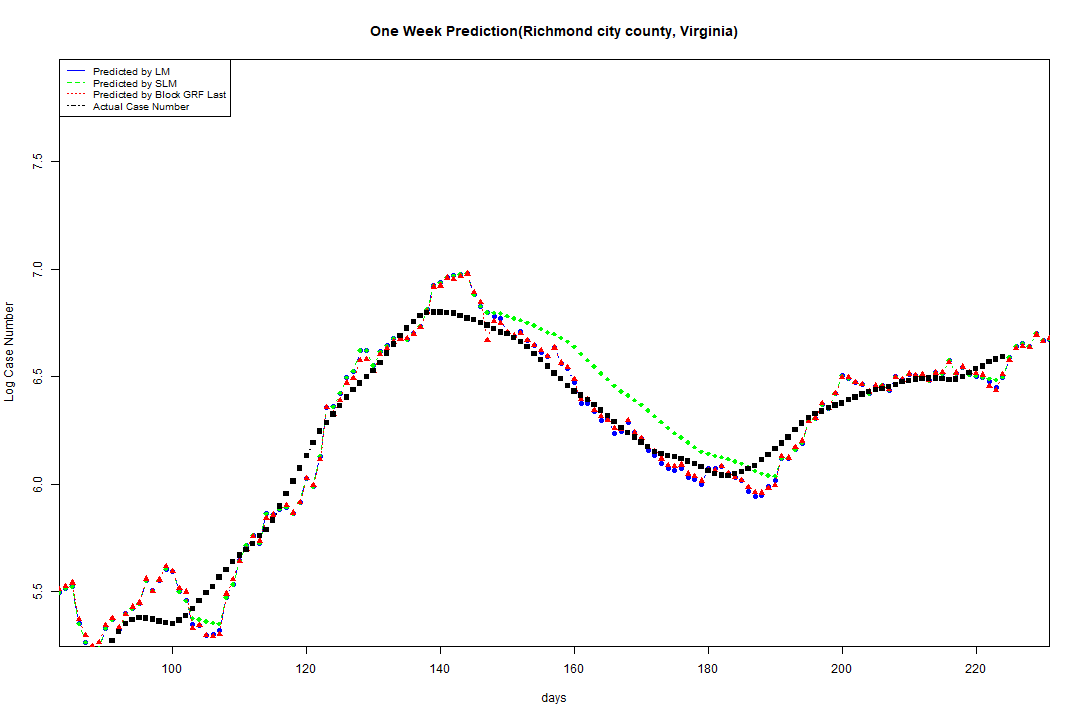 One Week Prediction(Richmond city county, Virginia)
Predicted by LM
Predicted by SLM
Predicted by Block GRF Last
Actual Case Number
7.5
7.0
6.5
6.0
5.5
Log Case Number
100 120 140 160 180 200 220
days